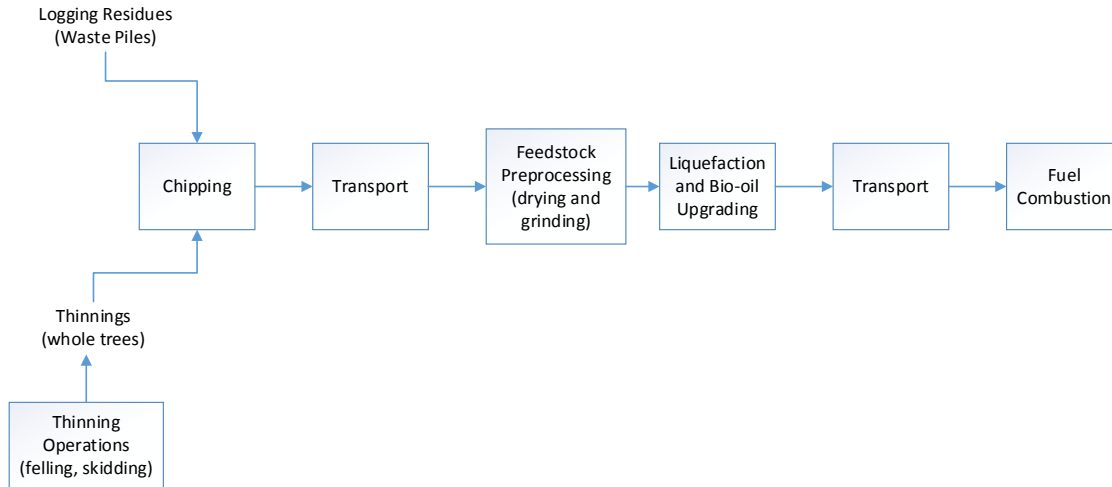 Logging Residues
(Waste Piles)
Chipping
Transport
Feedstock
Preprocessing
(drying and
grinding)
Liquefaction
and Bio-oil
Upgrading
Transport
Fuel
Combustion
Thinnings
(whole trees)
Thinning
Operations
(felling, skidding)